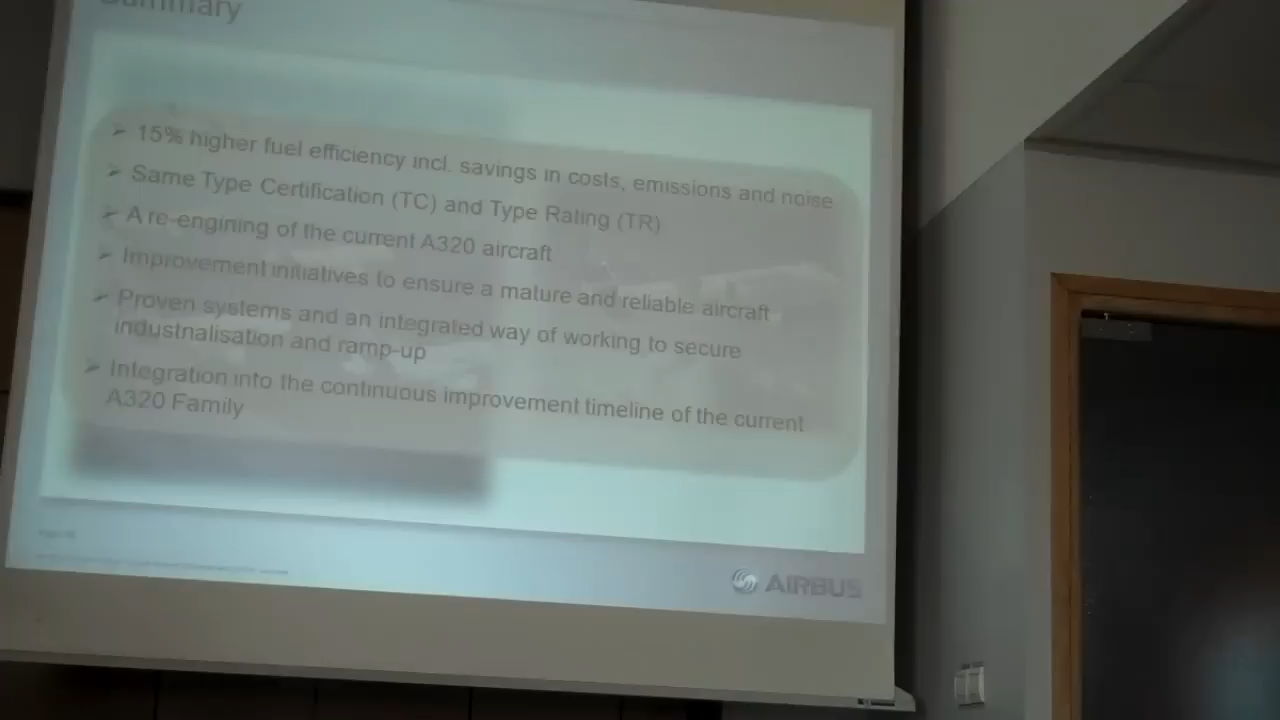 Summary
➢ 15% higher fuel efficiency incl. savings in costs, emissions and noise
➢ Same Type Certification (TC) and Type Rating (TR)
➢ A re-engining of the current A320 aircraft
➢ Improvement initiatives to ensure a mature and reliable aircraft
➢ Proven systems and an integrated way of working to secure
industrialisation and ramp-up
➢ Integration into the continuous improvement timeline of the current
A320 Family
AIRBUS